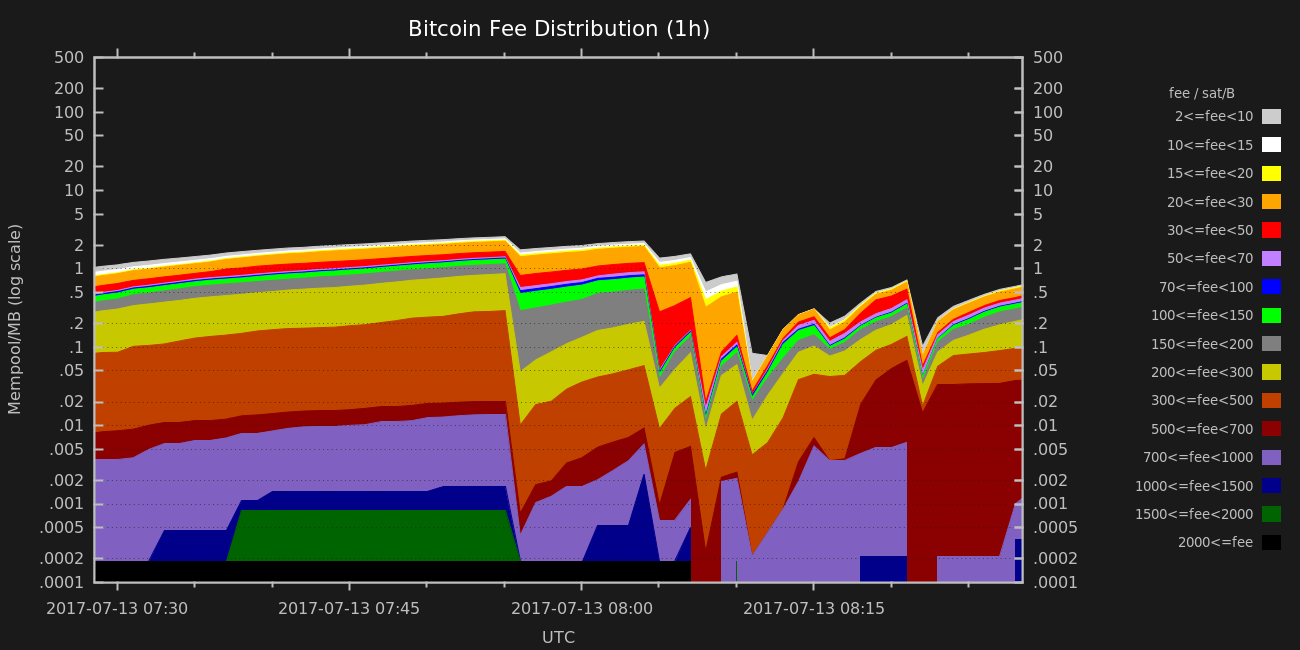 Bitcoin Fee Distribution (1h)
Mempool/MB (log scale)
500
200
100
50
20
10
5
2
1
.5
.2
.1
.05
.02
.01
.005
.002
.001
.0005
.0002
.0001
500
200
100
50
20
10
5
2
1
.5
.2
.1
.05
.02
.01
.005
.002
.001
.0005
.0002
.0001
2017-07-13 07:30
2017-07-13 07:45
2017-07-13 08:00
2017-07-13 08:15
UTC
fee / sat/B
2<=fee<10
10<=fee<15
15<=fee<20
20<=fee<30
30<=fee<50
50<=fee<70
70<=fee<100
100<=fee<150
150<=fee<200
200<=fee<300
300<=fee<500
500<=fee<700
700<=fee<1000
1000<=fee<1500
1500<=fee<2000
2000<=fee